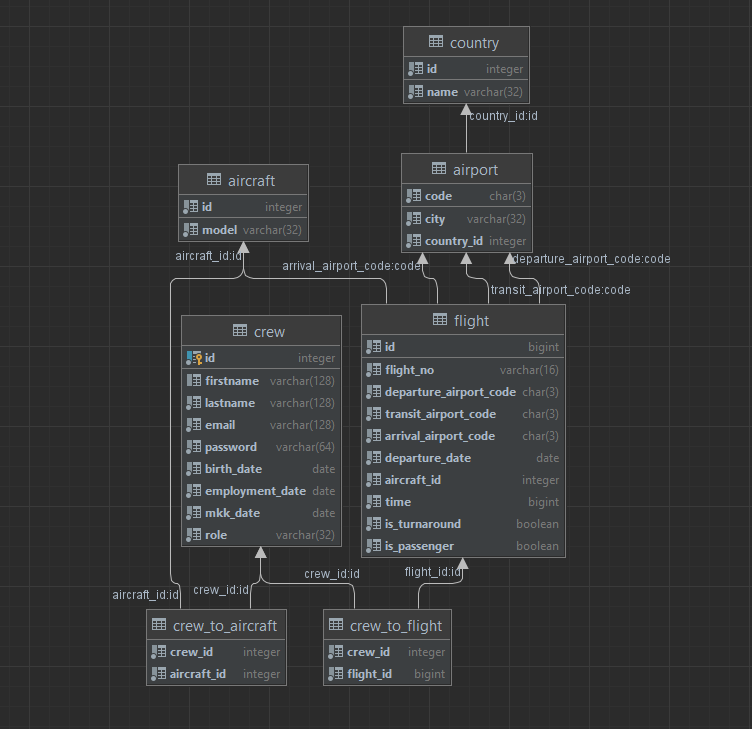 country
id integer
name varchar(32)
country_id:id
airport
code char(3)
city varchar(32)
country_id integer
aircraft
id integer
model varchar(32)
aircraft_id:id
arrival_airport_code:code
departure_airport_code:code
transit_airport_code:code
flight
id bigint
flight_no varchar(16)
departure_airport_code char(3)
transit_airport_code char(3)
arrival_airport_code char(3)
departure_date date
aircraft_id integer
time bigint
is_turnaround boolean
is_passenger boolean
crew
id integer
firstname varchar(128)
lastname varchar(128)
email varchar(128)
password varchar(64)
birth_date date
employment_date date
mkk_date date
role varchar(32)
aircraft_id:id
crew_id:id
crew_id:id
flight_id:id
crew_to_aircraft
crew_id integer
aircraft_id integer
crew_to_flight
crew_id integer
flight_id bigint